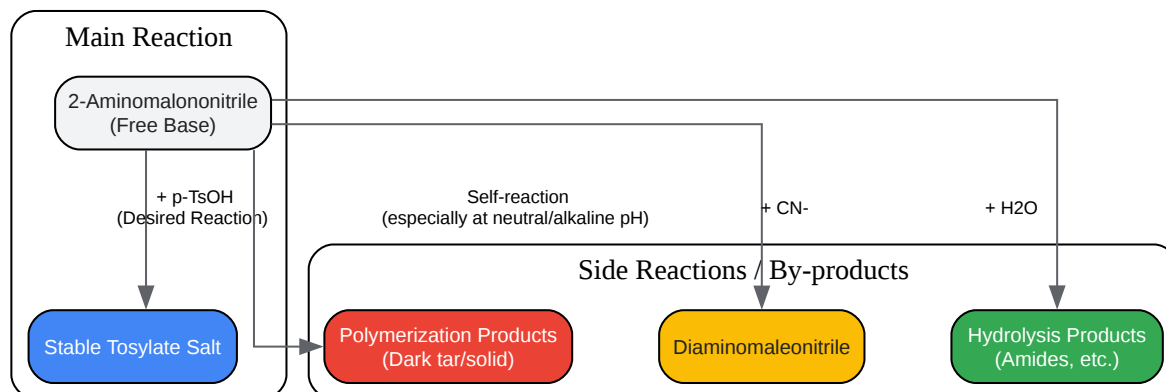 Main Reaction
2-Aminomalononitrile
(Free Base)
+ p-TsOH
(Desired Reaction)
Self-reaction
(especially at neutral/alkaline pH)
+ CN-
+ H2O
Side Reactions / By-products
Stable Tosylate Salt
Polymerization Products
(Dark tar/solid)
Diaminomaleonitrile
Hydrolysis Products
(Amides, etc.)